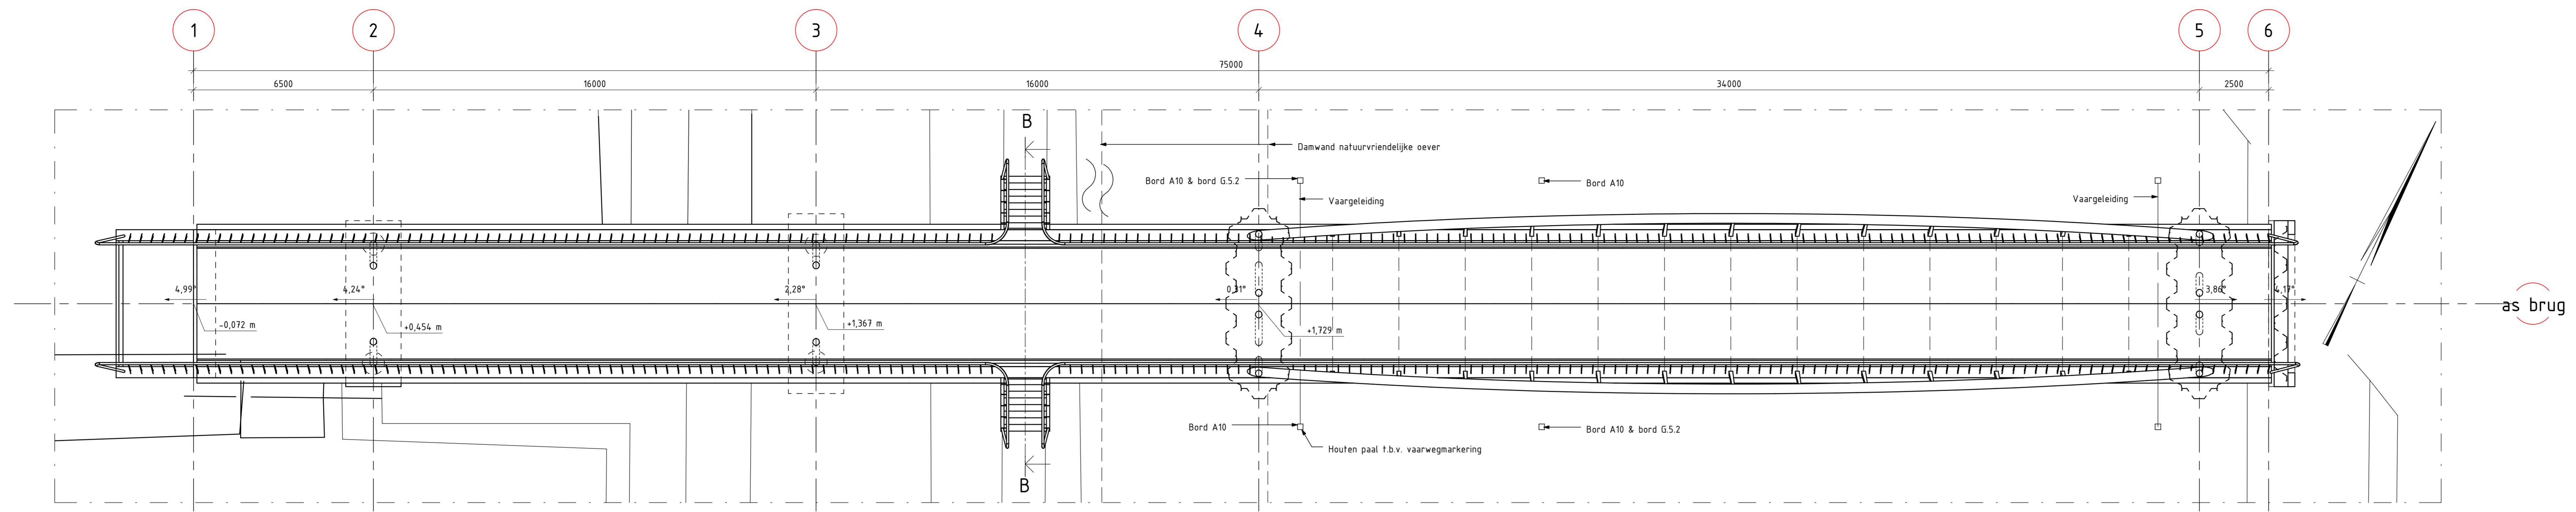 1 2 3 4 5 6
75000
6500 16000 16000 34000 2500
B
Damwand natuurvriendelijke oever
Bord A10 & bord G.5.2
Bord A10
Vaargeleiding
Vaargeleiding
4,99° 4,24° 2,28° 0,31° 3,86° 4,17°
as brug
-0,072 m +0,454 m +1,367 m +1,729 m
Bord A10
Bord A10 & bord G.5.2
Houten paal t.b.v. vaarwegmarkering
B